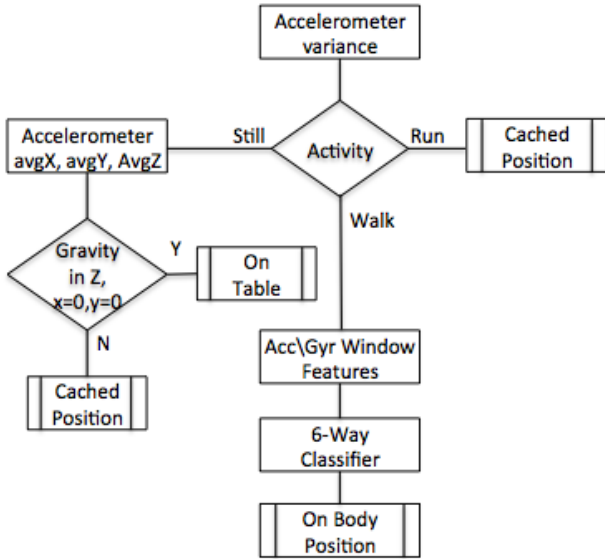 Accelerometer
variance
Accelerometer
avgX, avgY, AvgZ
Still
Activity
Run
Cached
Position
Walk
Gravity
in Z,
x=0,y=0
Y
On
Table
N
Cached
Position
Acc\Gyr Window
Features
6-Way
Classifier
On Body
Position